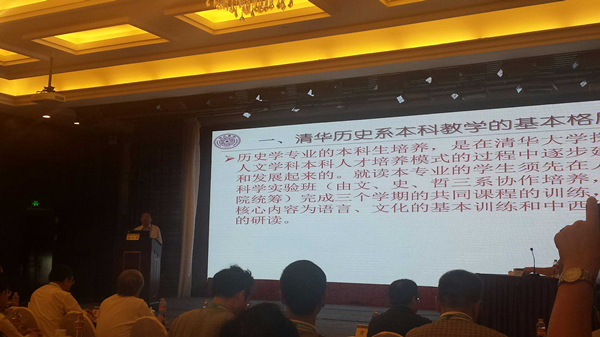 一、清华历史系本科教学的基本格
历史学专业的本科生培养，是在清华大学探
人文学科本科人才培养模式的过程中逐步建
和发展起来的。就读本专业的学生须先在人
科学实验班（由文、史、哲三系协作培养，
院统筹）完成三个学期的共同课程的训练，
核心内容为语言、文化的基本训练和中西
的研读。